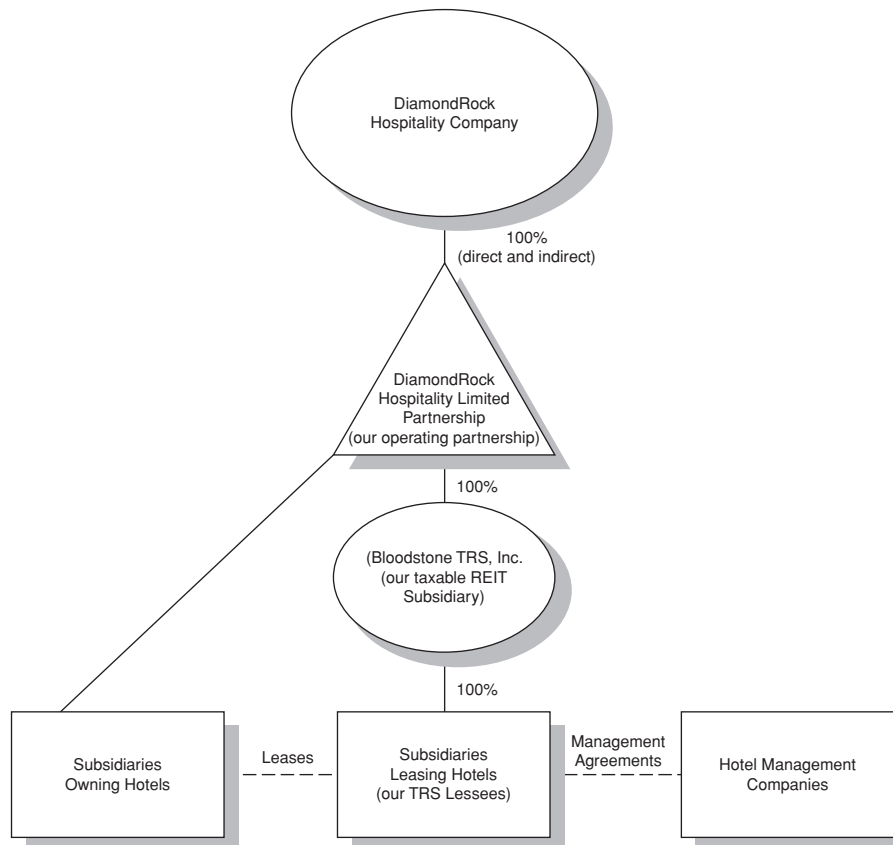 DiamondRock
Hospitality Company
100%
(direct and indirect)
DiamondRock
Hospitality Limited
Partnership
(our operating partnership)
100%
(Bloodstone TRS, Inc.
(our taxable REIT
Subsidiary)
100%
Subsidiaries
Owning Hotels
Leases
Subsidiaries
Leasing Hotels
(our TRS Lessees)
Management
Agreements
Hotel Management
Companies